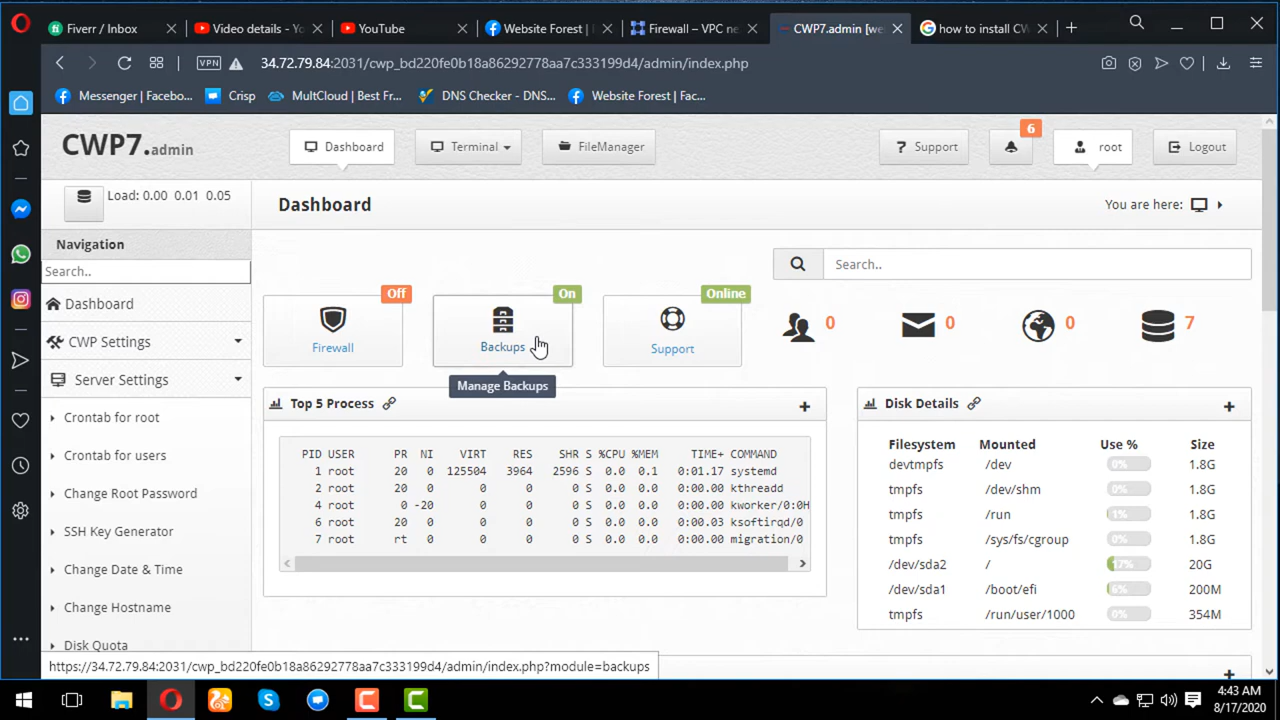 Fiverr / Inbox
Video details - Yo
YouTube
Website Forest |
Firewall – VPC ne
CWP7.admin [we
how to install CW
VPN
34.72.79.84:2031/cwp_bd220fe0b18a86292778aa7c333199d4/admin/index.php
Messenger | Facebo...
Crisp
MultCloud | Best Fr...
DNS Checker - DNS...
Website Forest | Fac...
CWP7.admin
Dashboard
Terminal
FileManager
? Support
6
root
Logout
Load: 0.00 0.01 0.05
Navigation
Search..
Dashboard
CWP Settings
Server Settings
Crontab for root
Crontab for users
Change Root Password
SSH Key Generator
Change Date & Time
Change Hostname
Disk Quota
Dashboard
You are here:
Search..
Off
Firewall
On
Backups
Online
Support
0
0
0
7
Manage Backups
Top 5 Process
PID USER PR NI VIRT RES SHR S %CPU %MEM TIME+ COMMAND
1 root 20 0 125504 3964 2596 S 0.0 0.1 0:01.17 systemd
2 root 20 0 0 0 0 S 0.0 0.0 0:00.00 kthreadd
4 root 0 -20 0 0 0 S 0.0 0.0 0:00.00 kworker/0:0H
6 root 20 0 0 0 0 S 0.0 0.0 0:00.03 ksoftirqd/0
7 root rt 0 0 0 0 S 0.0 0.0 0:00.00 migration/0
Disk Details
Filesystem Mounted Use % Size
devtmpfs /dev 0% 1.8G
tmpfs /dev/shm 0% 1.8G
tmpfs /run 1% 1.8G
tmpfs /sys/fs/cgroup 0% 1.8G
/dev/sda2 / 17% 20G
/dev/sda1 /boot/efi 6% 200M
tmpfs /run/user/1000 0% 354M
https://34.72.79.84:2031/cwp_bd220fe0b18a86292778aa7c333199d4/admin/index.php?module=backups
4:43 AM
8/17/2020